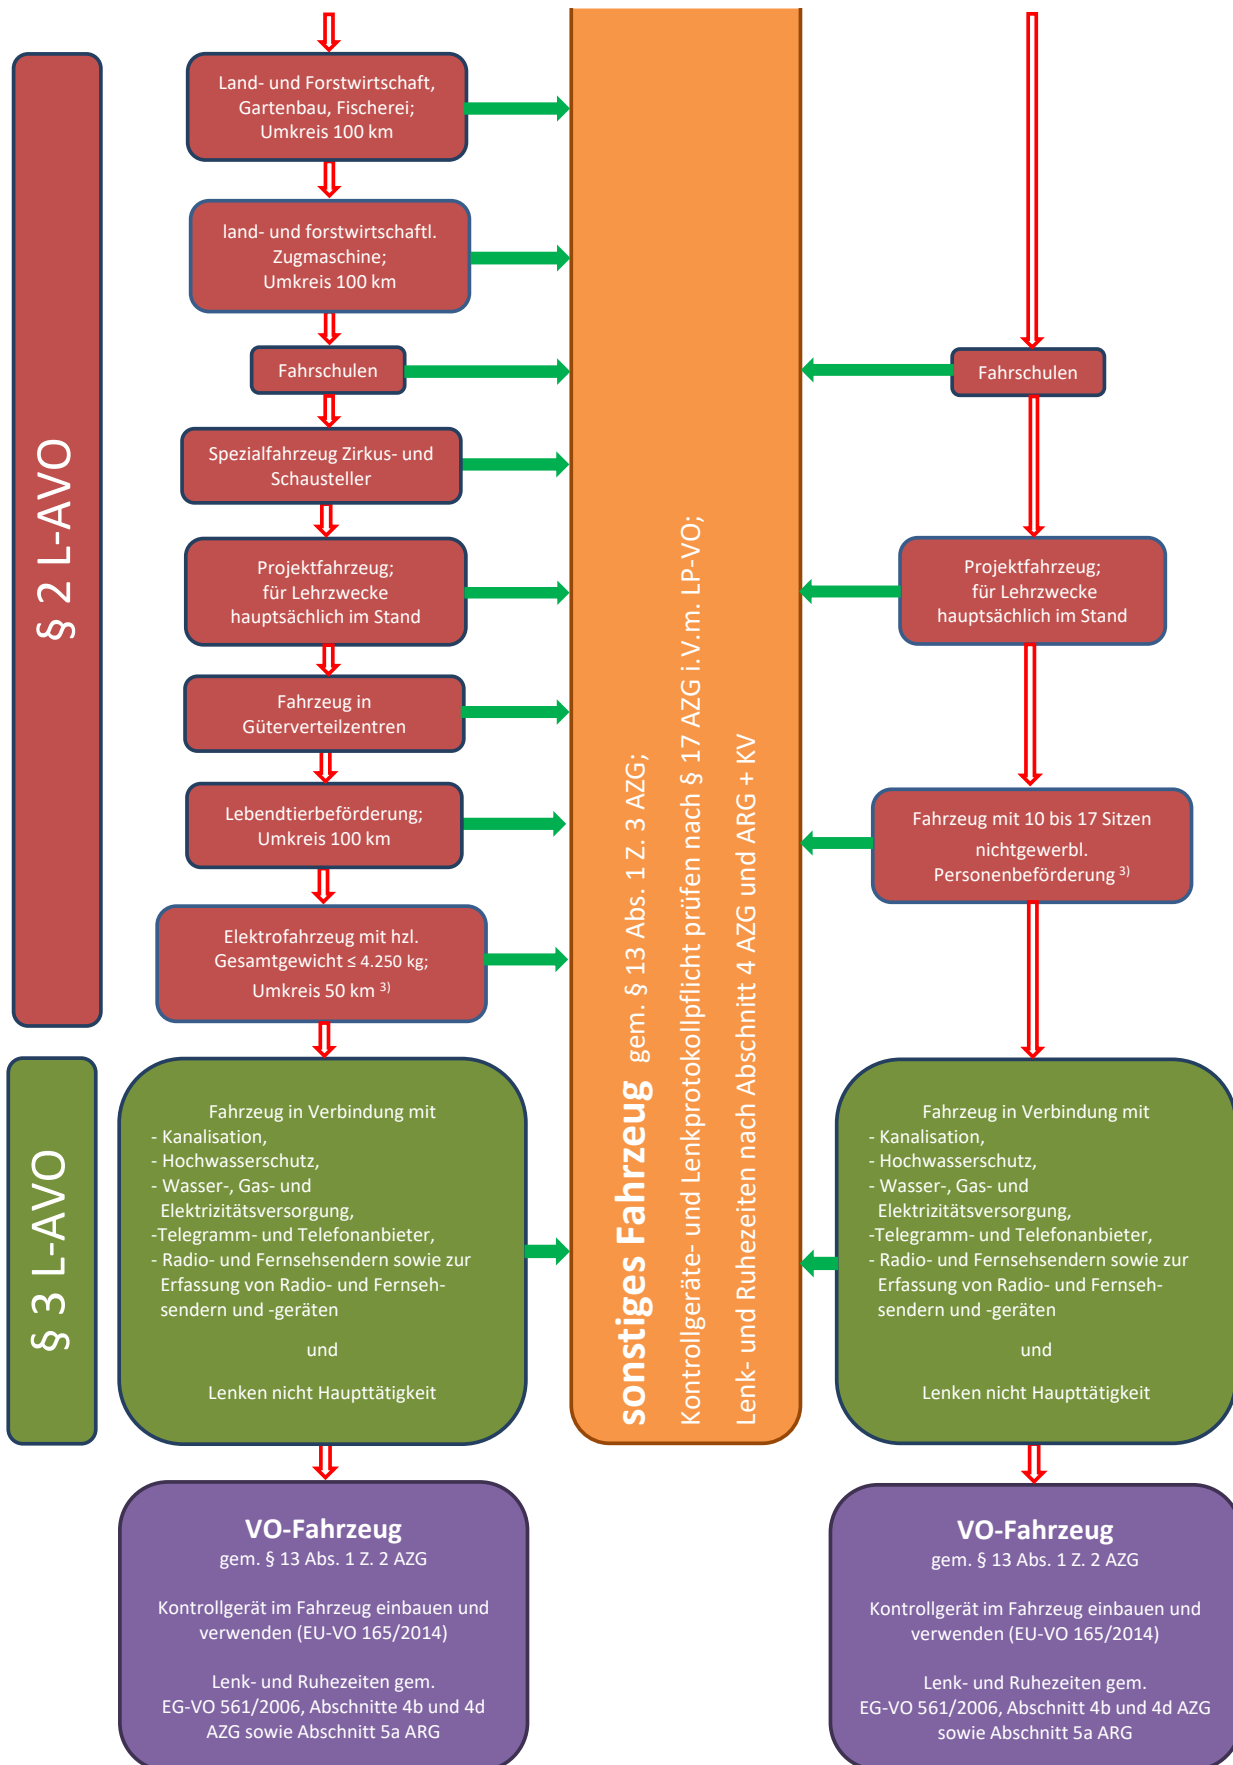 § 2 L-AVO
Land- und Forstwirtschaft,
Gartenbau, Fischerei;
Umkreis 100 km
land- und forstwirtschaftl.
Zugmaschine;
Umkreis 100 km
Fahrschulen
Spezialfahrzeug Zirkus- und
Schausteller
Projektfahrzeug;
für Lehrzwecke
hauptsächlich im Stand
Fahrzeug in
Güterverteilzentren
Lebendtierbeförderung;
Umkreis 100 km
Elektrofahrzeug mit hzl.
Gesamtgewicht ≤ 4.250 kg;
Umkreis 50 km 3)
§ 3 L-AVO
Fahrzeug in Verbindung mit
- Kanalisation,
- Hochwasserschutz,
- Wasser-, Gas- und
Elektrizitätsversorgung,
-Telegramm- und Telefonanbieter,
- Radio- und Fernsehsendern sowie zur
Erfassung von Radio- und Fernseh-
sendern und -geräten
und
Lenken nicht Haupttätigkeit
VO-Fahrzeug
gem. § 13 Abs. 1 Z. 2 AZG
Kontrollgerät im Fahrzeug einbauen und
verwenden (EU-VO 165/2014)
Lenk- und Ruhezeiten gem.
EG-VO 561/2006, Abschnitte 4b und 4d
AZG sowie Abschnitt 5a ARG
sonstiges Fahrzeug gem. § 13 Abs. 1 Z. 3 AZG;
Kontrollgeräte- und Lenkprotokollpflicht prüfen nach § 17 AZG i.V.m. LP-VO;
Lenk- und Ruhezeiten nach Abschnitt 4 AZG und ARG + KV
Fahrschulen
Projektfahrzeug;
für Lehrzwecke
hauptsächlich im Stand
Fahrzeug mit 10 bis 17 Sitzen
nichtgewerbl.
Personenbeförderung 3)
Fahrzeug in Verbindung mit
- Kanalisation,
- Hochwasserschutz,
- Wasser-, Gas- und
Elektrizitätsversorgung,
-Telegramm- und Telefonanbieter,
- Radio- und Fernsehsendern sowie zur
Erfassung von Radio- und Fernseh-
sendern und -geräten
und
Lenken nicht Haupttätigkeit
VO-Fahrzeug
gem. § 13 Abs. 1 Z. 2 AZG
Kontrollgerät im Fahrzeug einbauen und
verwenden (EU-VO 165/2014)
Lenk- und Ruhezeiten gem.
EG-VO 561/2006, Abschnitt 4b und 4d AZG
sowie Abschnitt 5a ARG